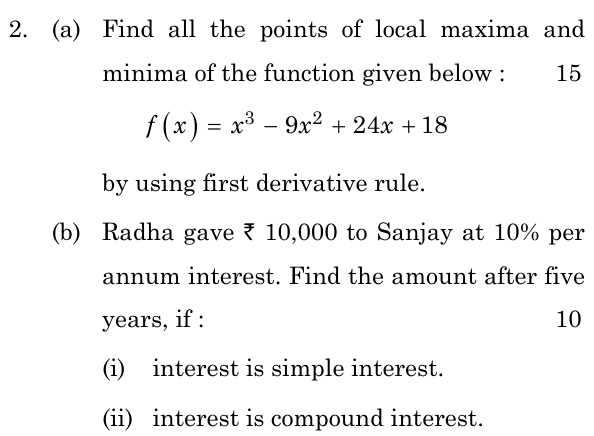 2. (a) Find all the points of local maxima and
minima of the function given below : 15
f(x) = x³ – 9x² + 24x + 18
by using first derivative rule.
(b) Radha gave ₹ 10,000 to Sanjay at 10% per
annum interest. Find the amount after five
years, if : 10
(i) interest is simple interest.
(ii) interest is compound interest.